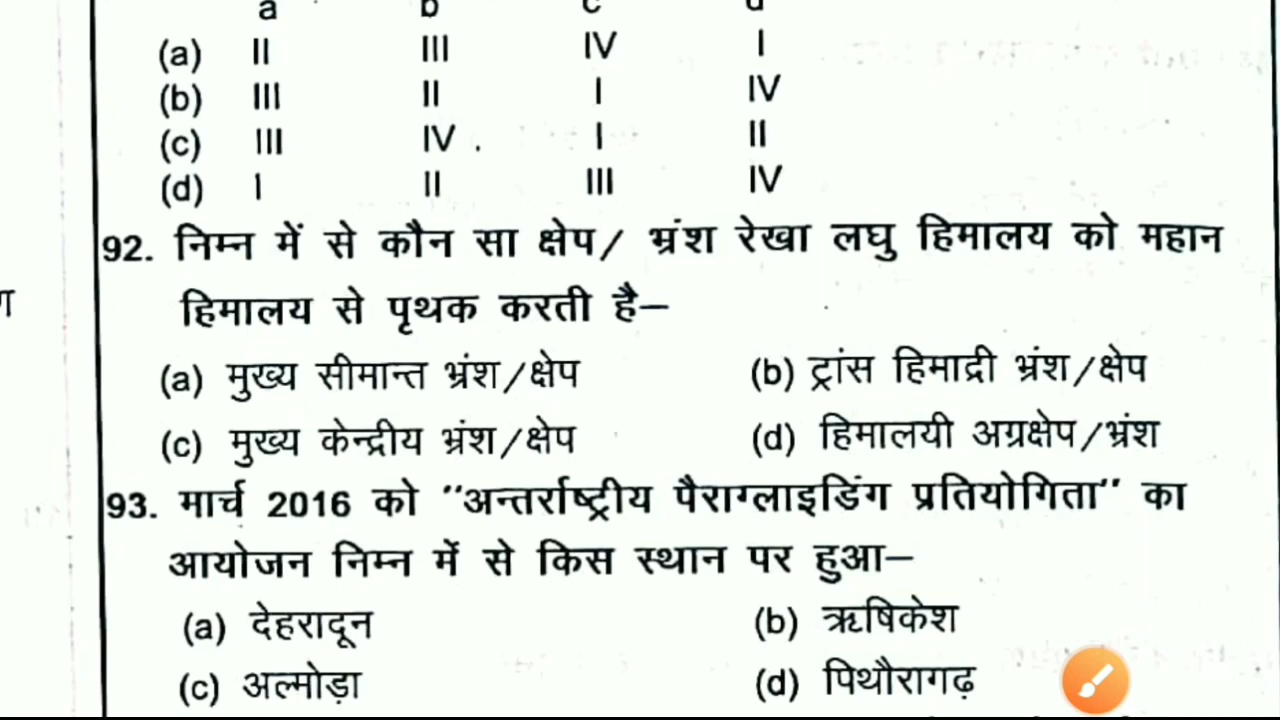 a b c d
(a) II III IV I
(b) III II I IV
(c) III IV . I II
(d) I II III IV
92. निम्न में से कौन सा क्षेप/ भ्रंश रेखा लघु हिमालय को महान
हिमालय से पृथक करती है–
(a) मुख्य सीमान्त भ्रंश/क्षेप (b) ट्रांस हिमाद्री भ्रंश/क्षेप
(c) मुख्य केन्द्रीय भ्रंश/क्षेप (d) हिमालयी अग्रक्षेप/भ्रंश
93. मार्च 2016 को "अन्तर्राष्ट्रीय पैराग्लाइडिंग प्रतियोगिता" का
आयोजन निम्न में से किस स्थान पर हुआ–
(a) देहरादून (b) ऋषिकेश
(c) अल्मोड़ा (d) पिथौरागढ़